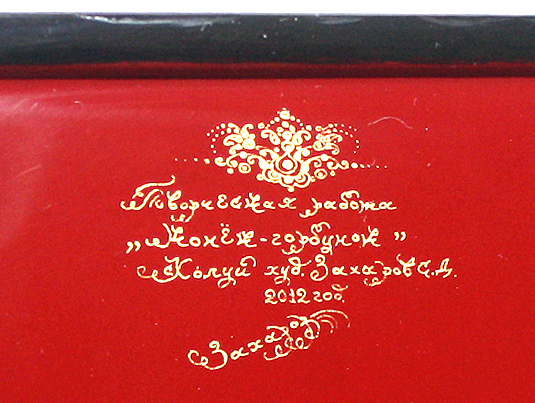 Творческая работа
„Конёк-горбунок”
Холуй худ. Захаров С.Д.
2012 год
Захаров